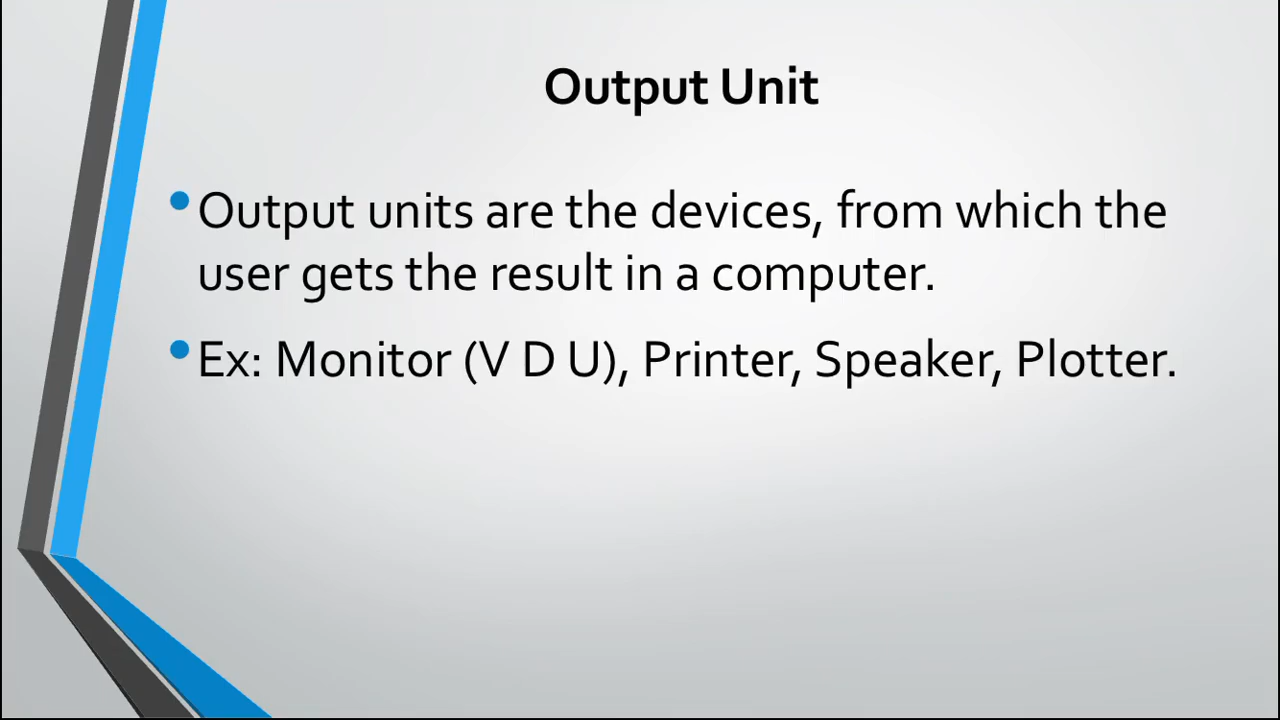 Output Unit
• Output units are the devices, from which the
user gets the result in a computer.
• Ex: Monitor (V D U), Printer, Speaker, Plotter.